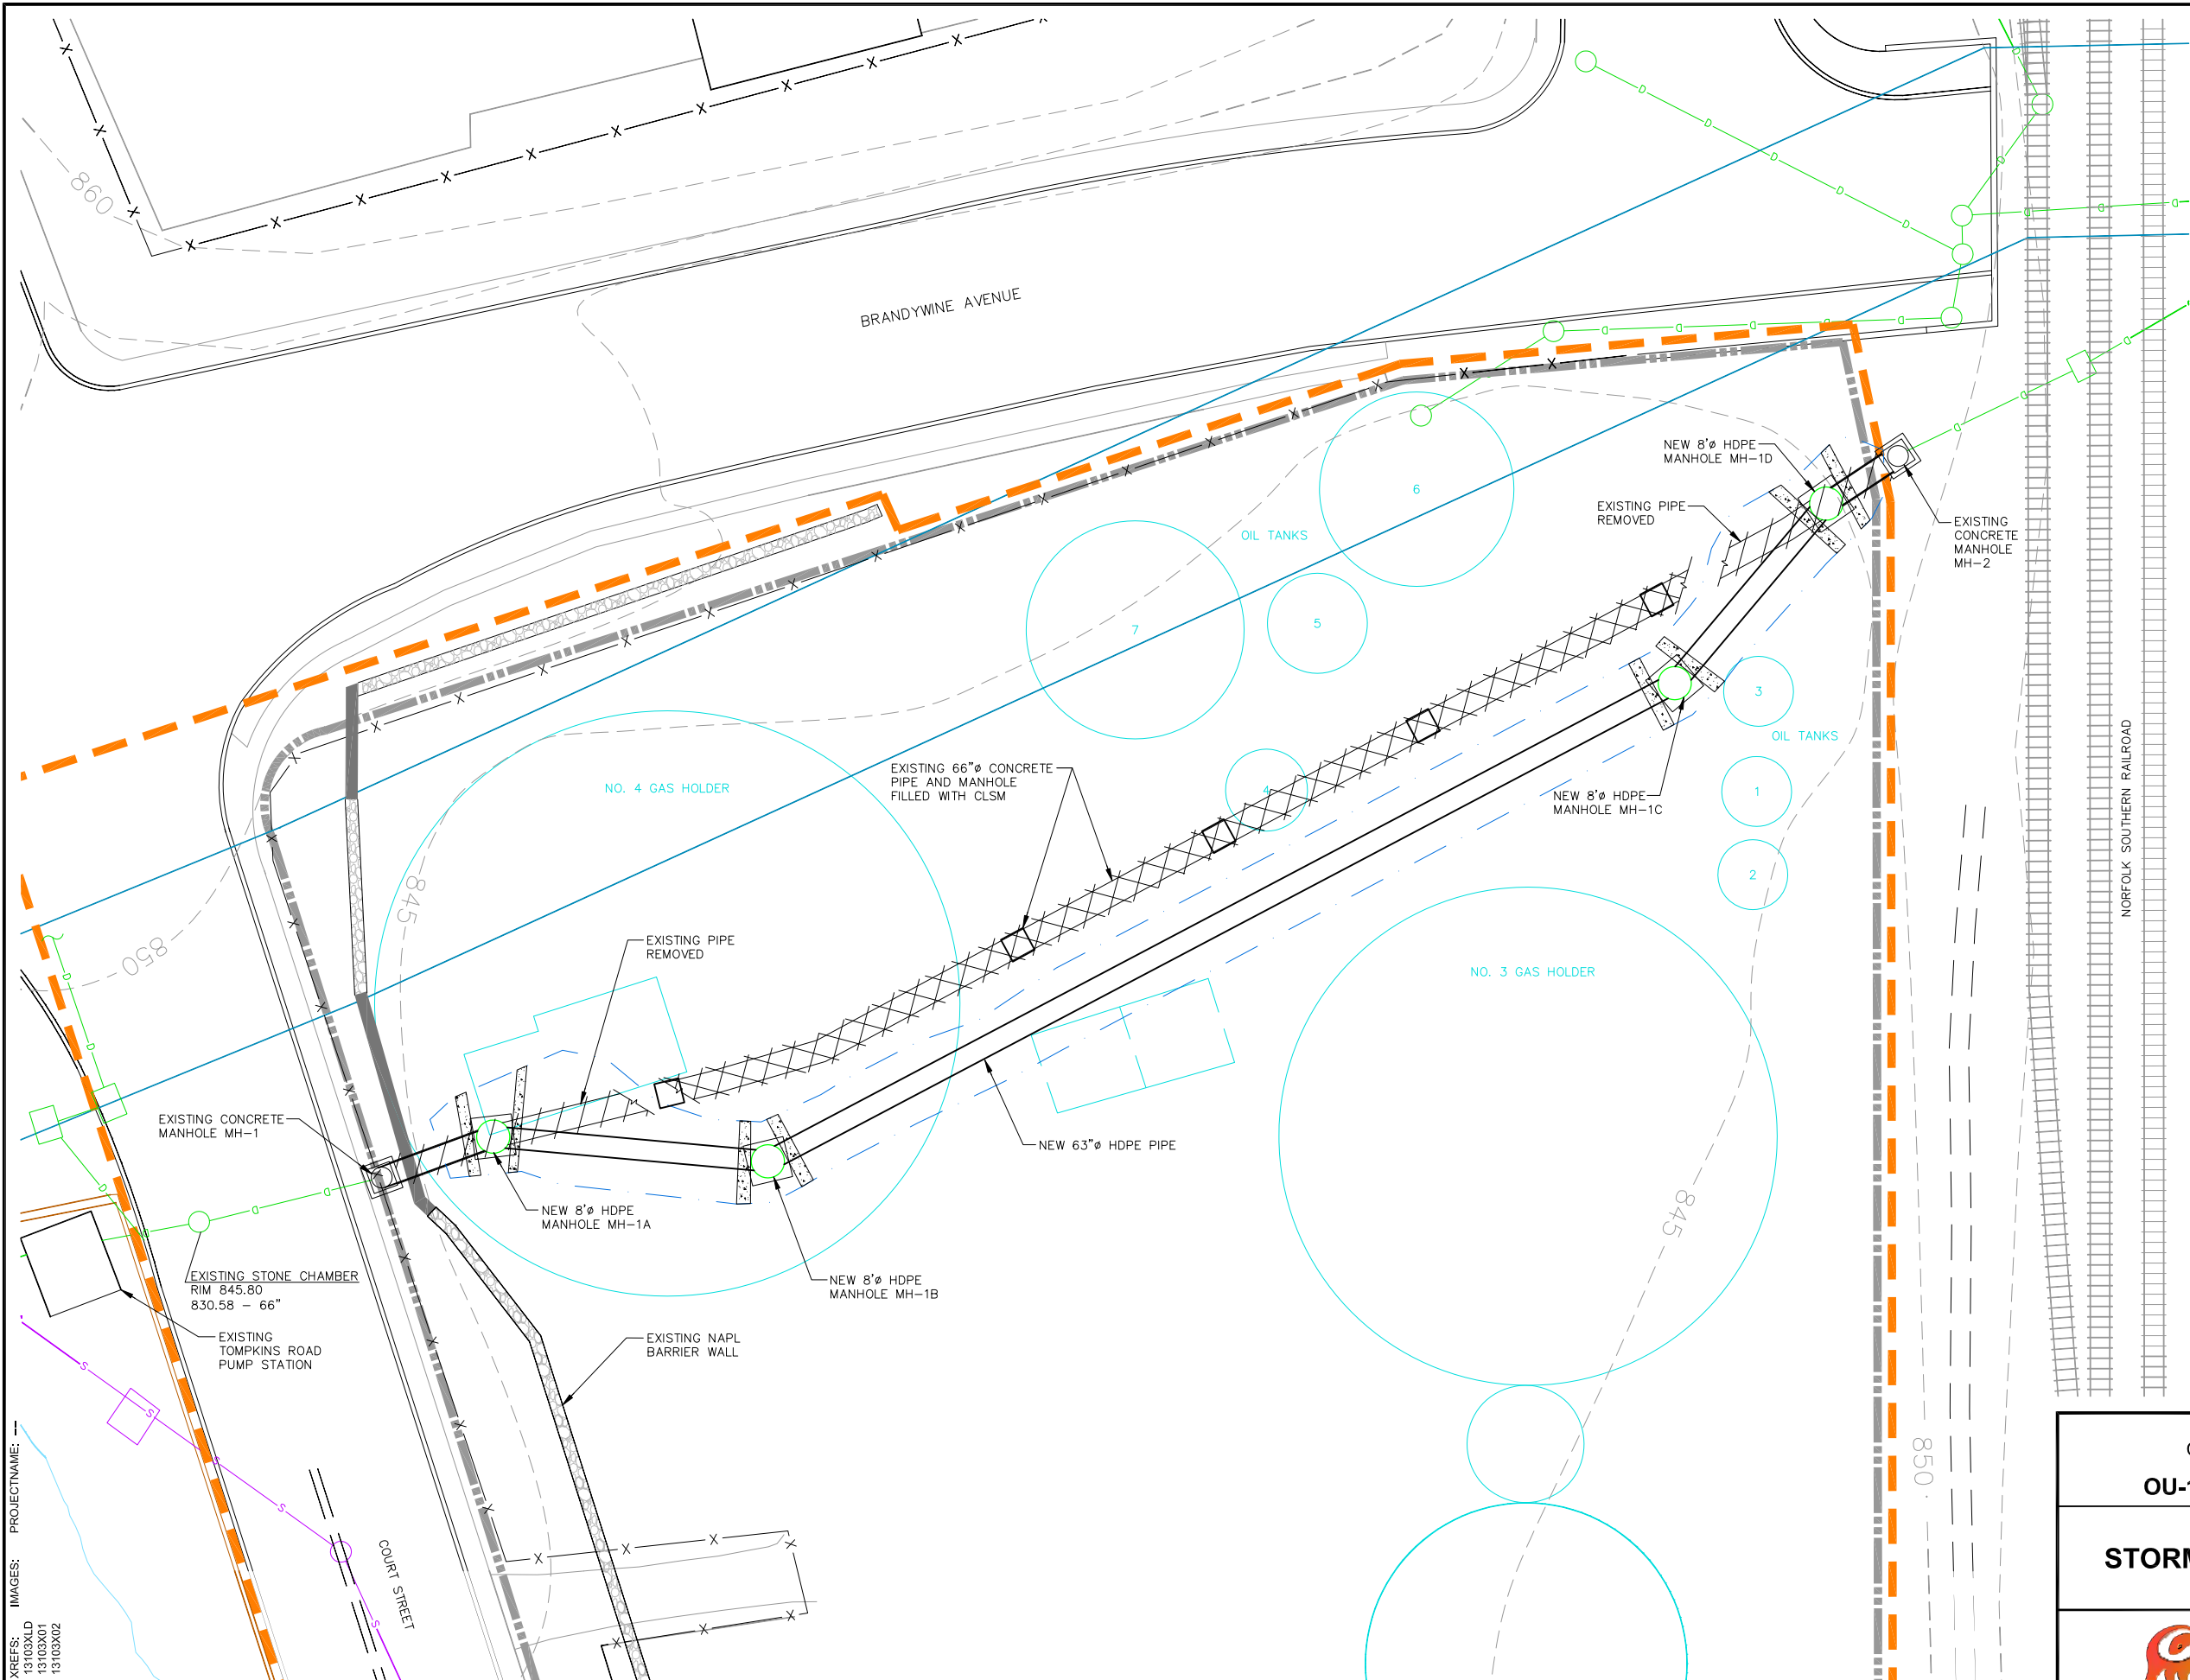 860
BRANDYWINE AVENUE
NEW 8'ø HDPE
MANHOLE MH-1D
6
EXISTING PIPE
REMOVED
EXISTING
CONCRETE
MANHOLE
MH-2
OIL TANKS
7
5
3
OIL TANKS
NORFOLK SOUTHERN RAILROAD
EXISTING 66"ø CONCRETE
PIPE AND MANHOLE
FILLED WITH CLSM
NO. 4 GAS HOLDER
4
1
NEW 8'ø HDPE
MANHOLE MH-1C
2
845
850
EXISTING PIPE
REMOVED
NO. 3 GAS HOLDER
EXISTING CONCRETE
MANHOLE MH-1
NEW 63"ø HDPE PIPE
NEW 8'ø HDPE
MANHOLE MH-1A
845
EXISTING STONE CHAMBER
RIM 845.80
830.58 - 66"
NEW 8'ø HDPE
MANHOLE MH-1B
EXISTING
TOMPKINS ROAD
PUMP STATION
EXISTING NAPL
BARRIER WALL
850
COURT STREET
OU-1
STORM
XREFS:
13103XLD
13103X01
13103X02
IMAGES:
PROJECTNAME: --